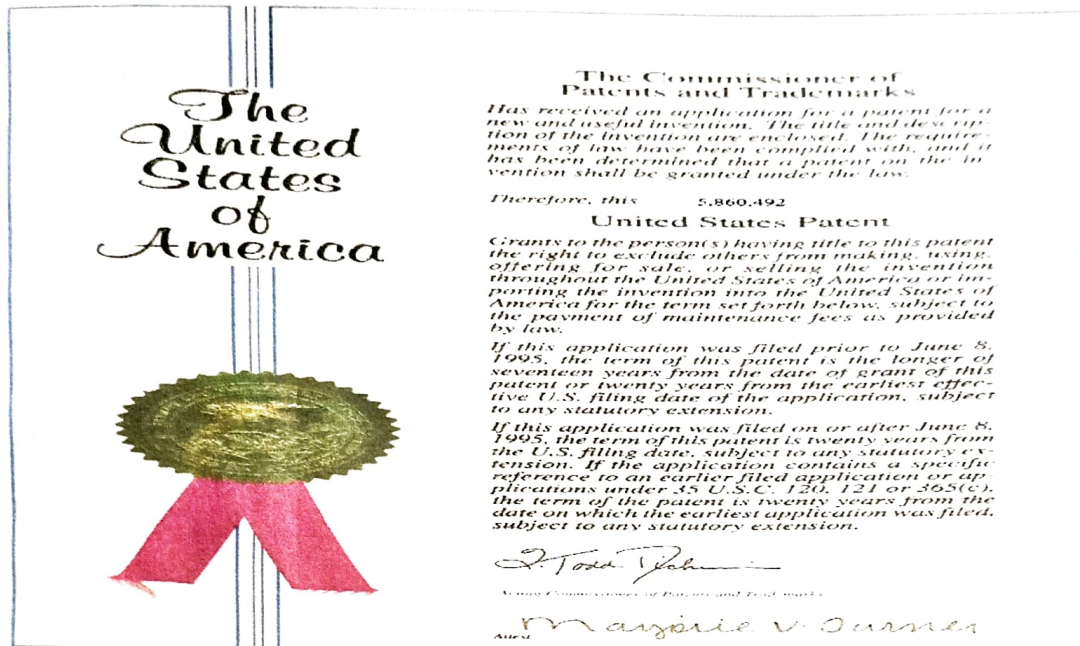 The
United
States
of
America
The Commissioner of
Patents and Trademarks
Has received an application for a patent for a
new and useful invention. The title and descrip-
tion of the invention are enclosed. The require-
ments of law have been complied with, and it
has been determined that a patent on the in-
vention shall be granted under the law.
Therefore, this 5,860,492
United States Patent
Grants to the person(s) having title to this patent
the right to exclude others from making, using,
offering for sale, or selling the invention
throughout the United States of America or im-
porting the invention into the United States of
America for the term set forth below, subject to
the payment of maintenance fees as provided
by law.
If this application was filed prior to June 8,
1995, the term of this patent is the longer of
seventeen years from the date of grant of this
patent or twenty years from the earliest effec-
tive U.S. filing date of the application, subject
to any statutory extension.
If this application was filed on or after June 8,
1995, the term of this patent is twenty years from
the U.S. filing date, subject to any statutory ex-
tension. If the application contains a specific
reference to an earlier filed application or ap-
plications under 35 U.S.C. 120, 121 or 365(c),
the term of the patent is twenty years from the
date on which the earliest application was filed,
subject to any statutory extension.
Q. Todd Dickinson
Acting Commissioner of Patents and Trademarks
Marjorie V. Turner
Attest